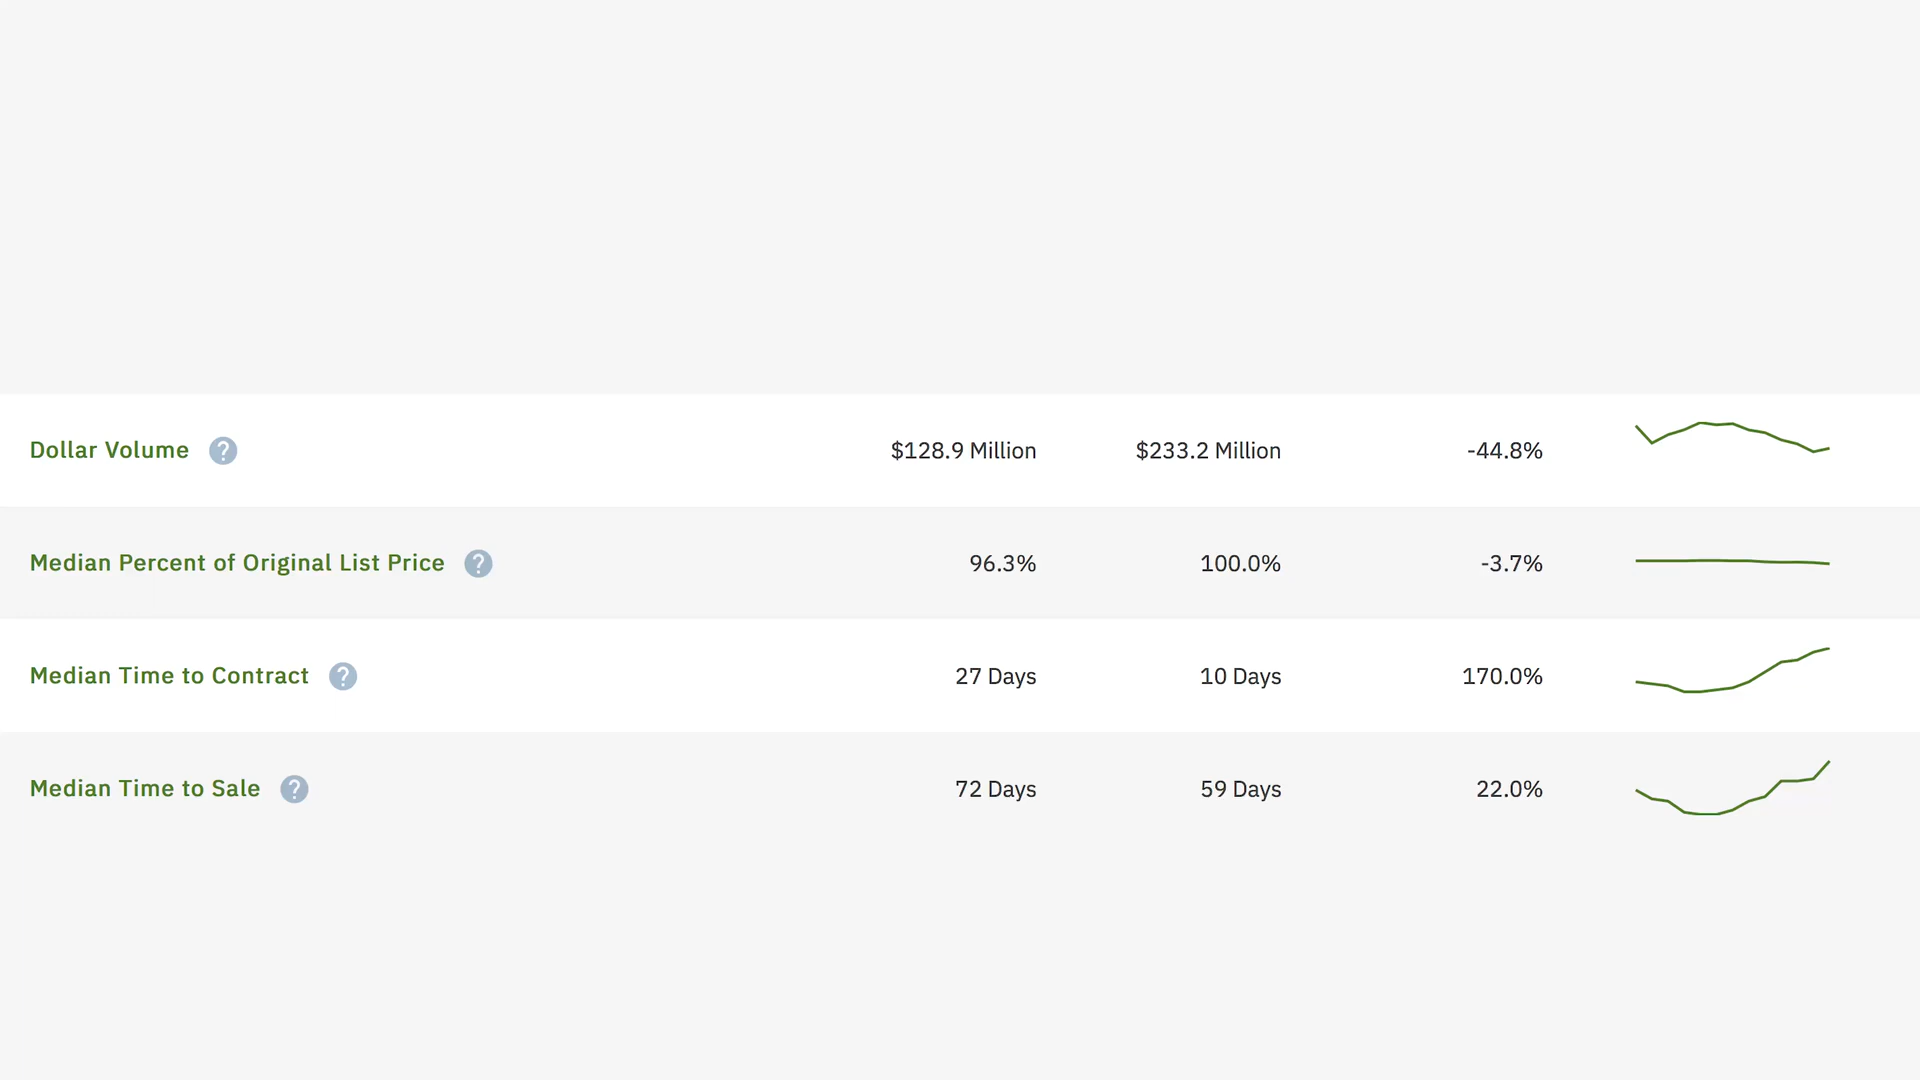 Dollar Volume ? $128.9 Million $233.2 Million -44.8%
Median Percent of Original List Price ? 96.3% 100.0% -3.7%
Median Time to Contract ? 27 Days 10 Days 170.0%
Median Time to Sale ? 72 Days 59 Days 22.0%